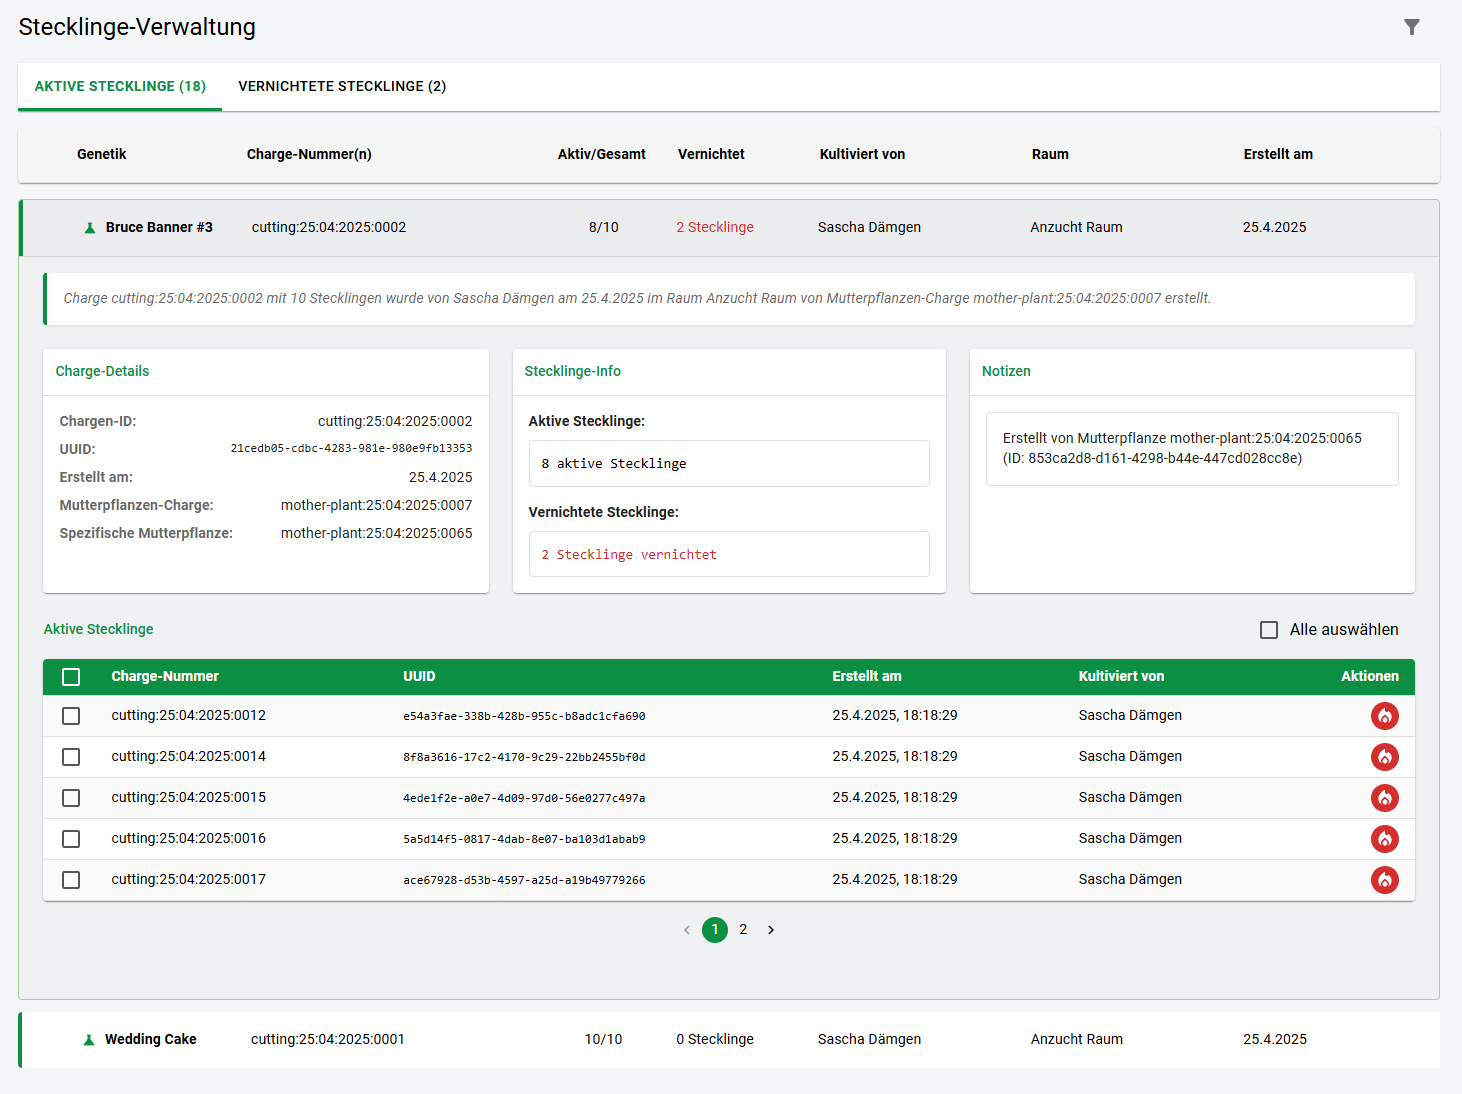 Stecklinge-Verwaltung
AKTIVE STECKLINGE (18) VERNICHTETE STECKLINGE (2)
Genetik Charge-Nummer(n) Aktiv/Gesamt Vernichtet Kultiviert von Raum Erstellt am
Bruce Banner #3 cutting:25:04:2025:0002 8/10 2 Stecklinge Sascha Dämgen Anzucht Raum 25.4.2025
Charge cutting:25:04:2025:0002 mit 10 Stecklingen wurde von Sascha Dämgen am 25.4.2025 im Raum Anzucht Raum von Mutterpflanzen-Charge mother-plant:25:04:2025:0007 erstellt.
Charge-Details
Chargen-ID: cutting:25:04:2025:0002
UUID: 21cedb05-cdbc-4283-981e-980e9fb13353
Erstellt am: 25.4.2025
Mutterpflanzen-Charge: mother-plant:25:04:2025:0007
Spezifische Mutterpflanze: mother-plant:25:04:2025:0065
Stecklinge-Info
Aktive Stecklinge:
8 aktive Stecklinge
Vernichtete Stecklinge:
2 Stecklinge vernichtet
Notizen
Erstellt von Mutterpflanze mother-plant:25:04:2025:0065
(ID: 853ca2d8-d161-4298-b44e-447cd028cc8e)
Aktive Stecklinge Alle auswählen
Charge-Nummer UUID Erstellt am Kultiviert von Aktionen
cutting:25:04:2025:0012 e54a3fae-338b-428b-955c-b8adc1cfa690 25.4.2025, 18:18:29 Sascha Dämgen
cutting:25:04:2025:0014 8f8a3616-17c2-4170-9c29-22bb2455bf0d 25.4.2025, 18:18:29 Sascha Dämgen
cutting:25:04:2025:0015 4ede1f2e-a0e7-4d09-97d0-56e0277c497a 25.4.2025, 18:18:29 Sascha Dämgen
cutting:25:04:2025:0016 5a5d14f5-0817-4dab-8e07-ba103d1abab9 25.4.2025, 18:18:29 Sascha Dämgen
cutting:25:04:2025:0017 ace67928-d53b-4597-a25d-a19b49779266 25.4.2025, 18:18:29 Sascha Dämgen
1 2
Wedding Cake cutting:25:04:2025:0001 10/10 0 Stecklinge Sascha Dämgen Anzucht Raum 25.4.2025